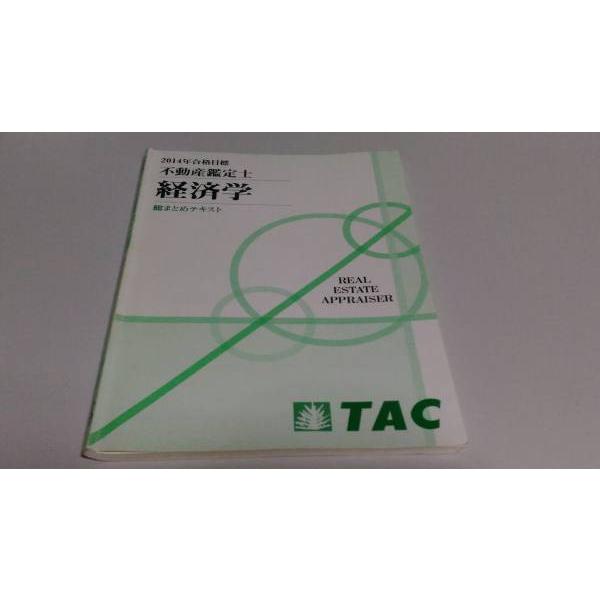 2014年合格目標
不動産鑑定士
経済学
総まとめテキスト
REAL
ESTATE
APPRAISER
TAC